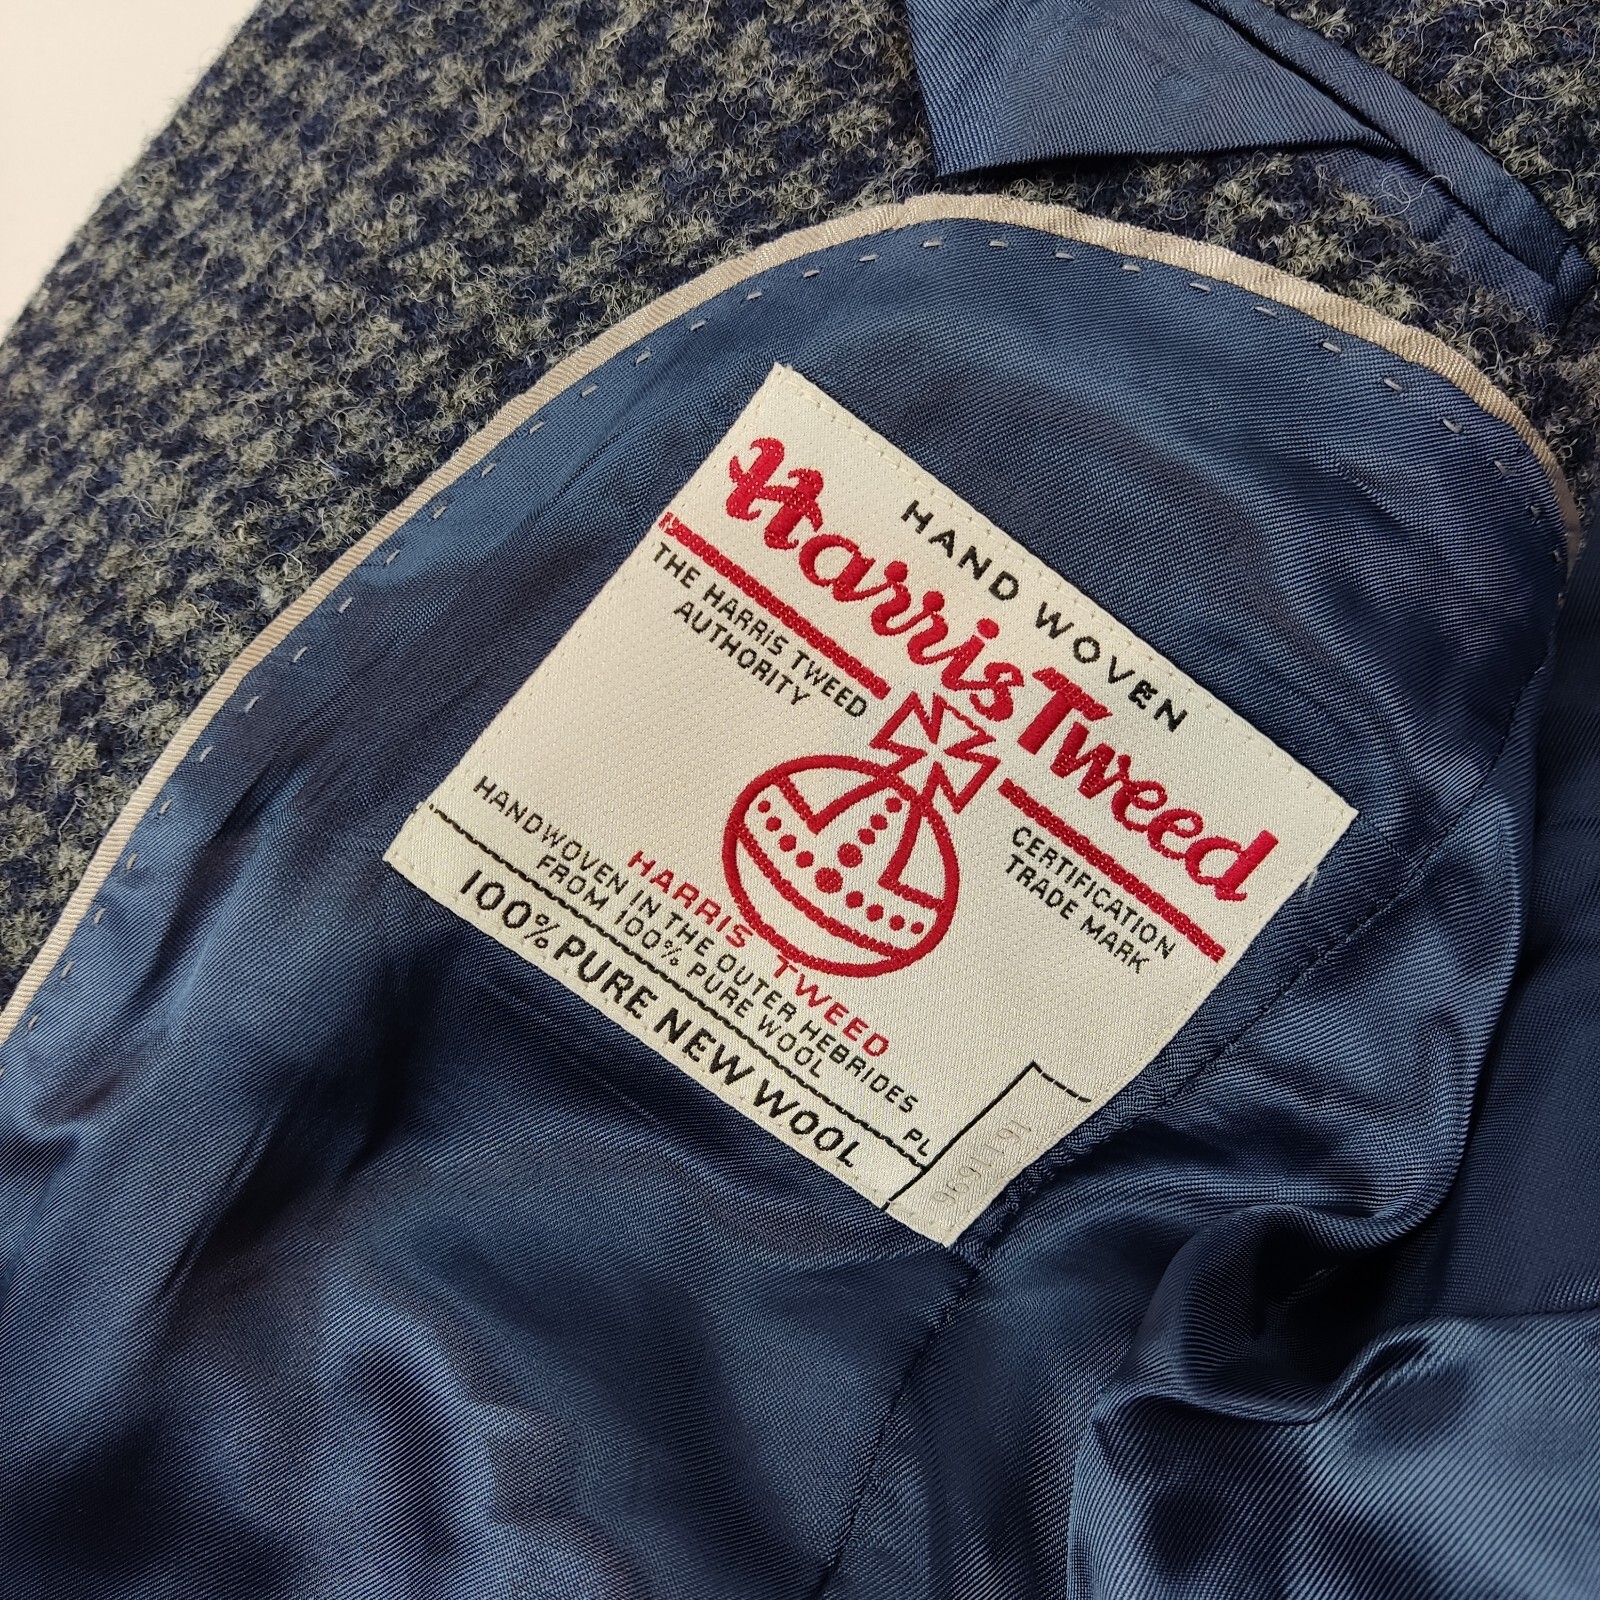 HAND WOVEN
Harris Tweed
THE HARRIS TWEED
AUTHORITY
CERTIFICATION
TRADE MARK
HARRIS TWEED
HANDWOVEN IN THE OUTER HEBRIDES
FROM 100% PURE WOOL
PL
100% PURE NEW WOOL